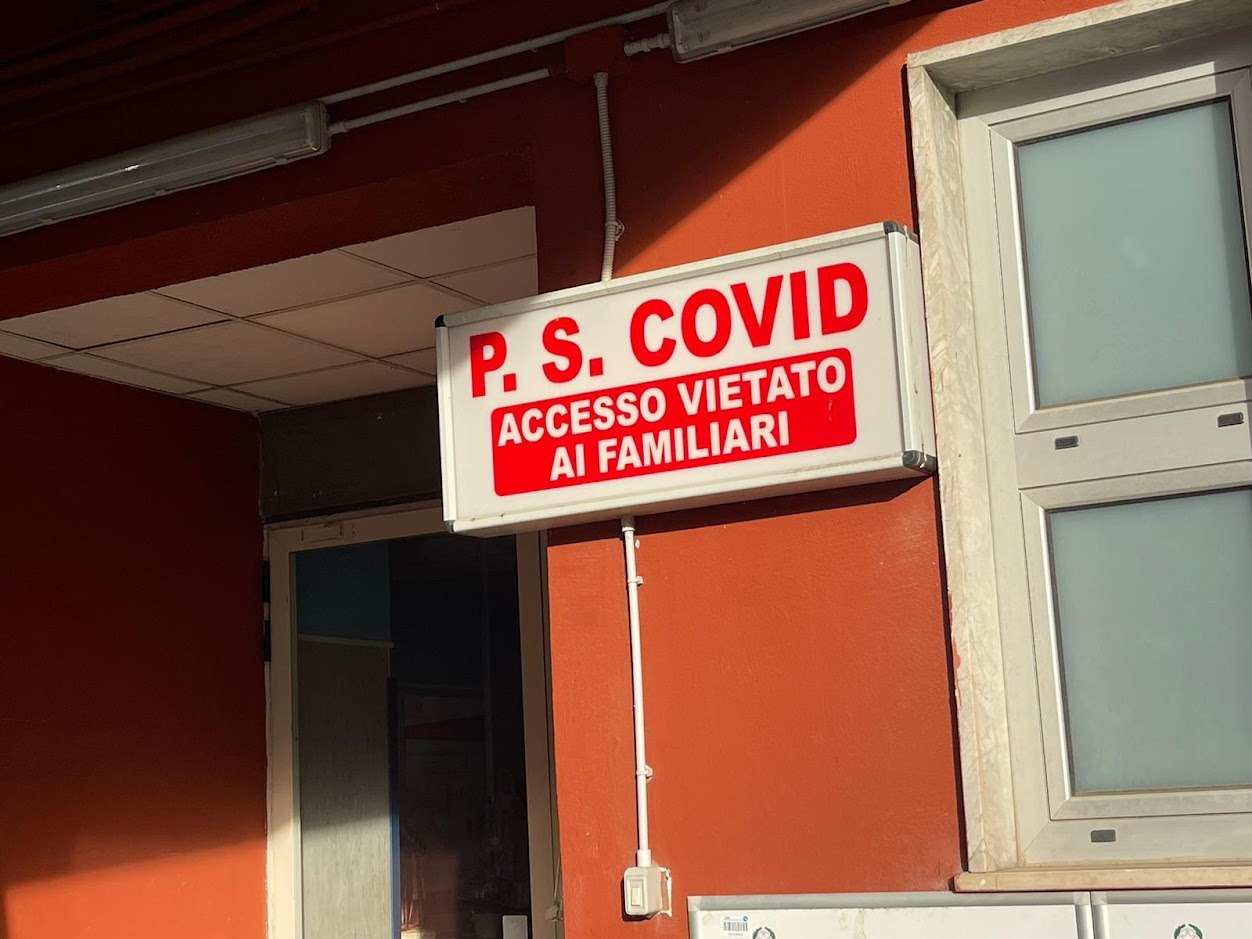 P. S. COVID
ACCESSO VIETATO
AI FAMILIARI